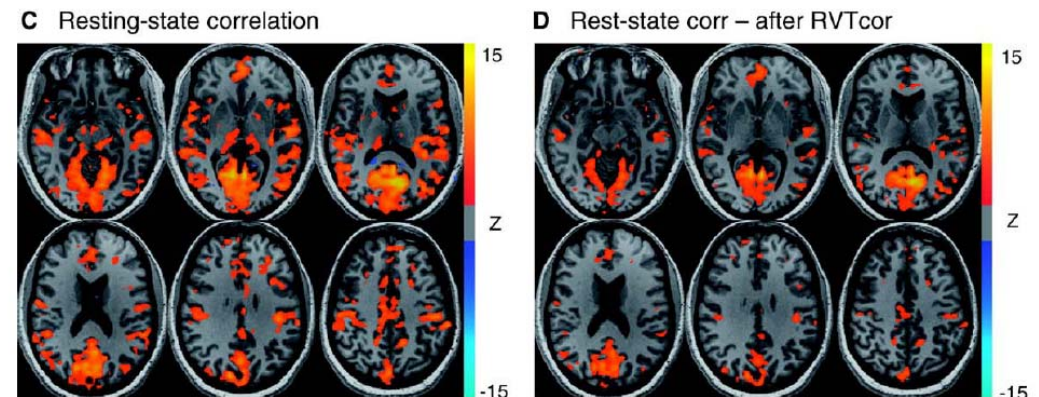 C Resting-state correlation
D Rest-state corr – after RVTcor
15
Z
-15
15
Z
-15